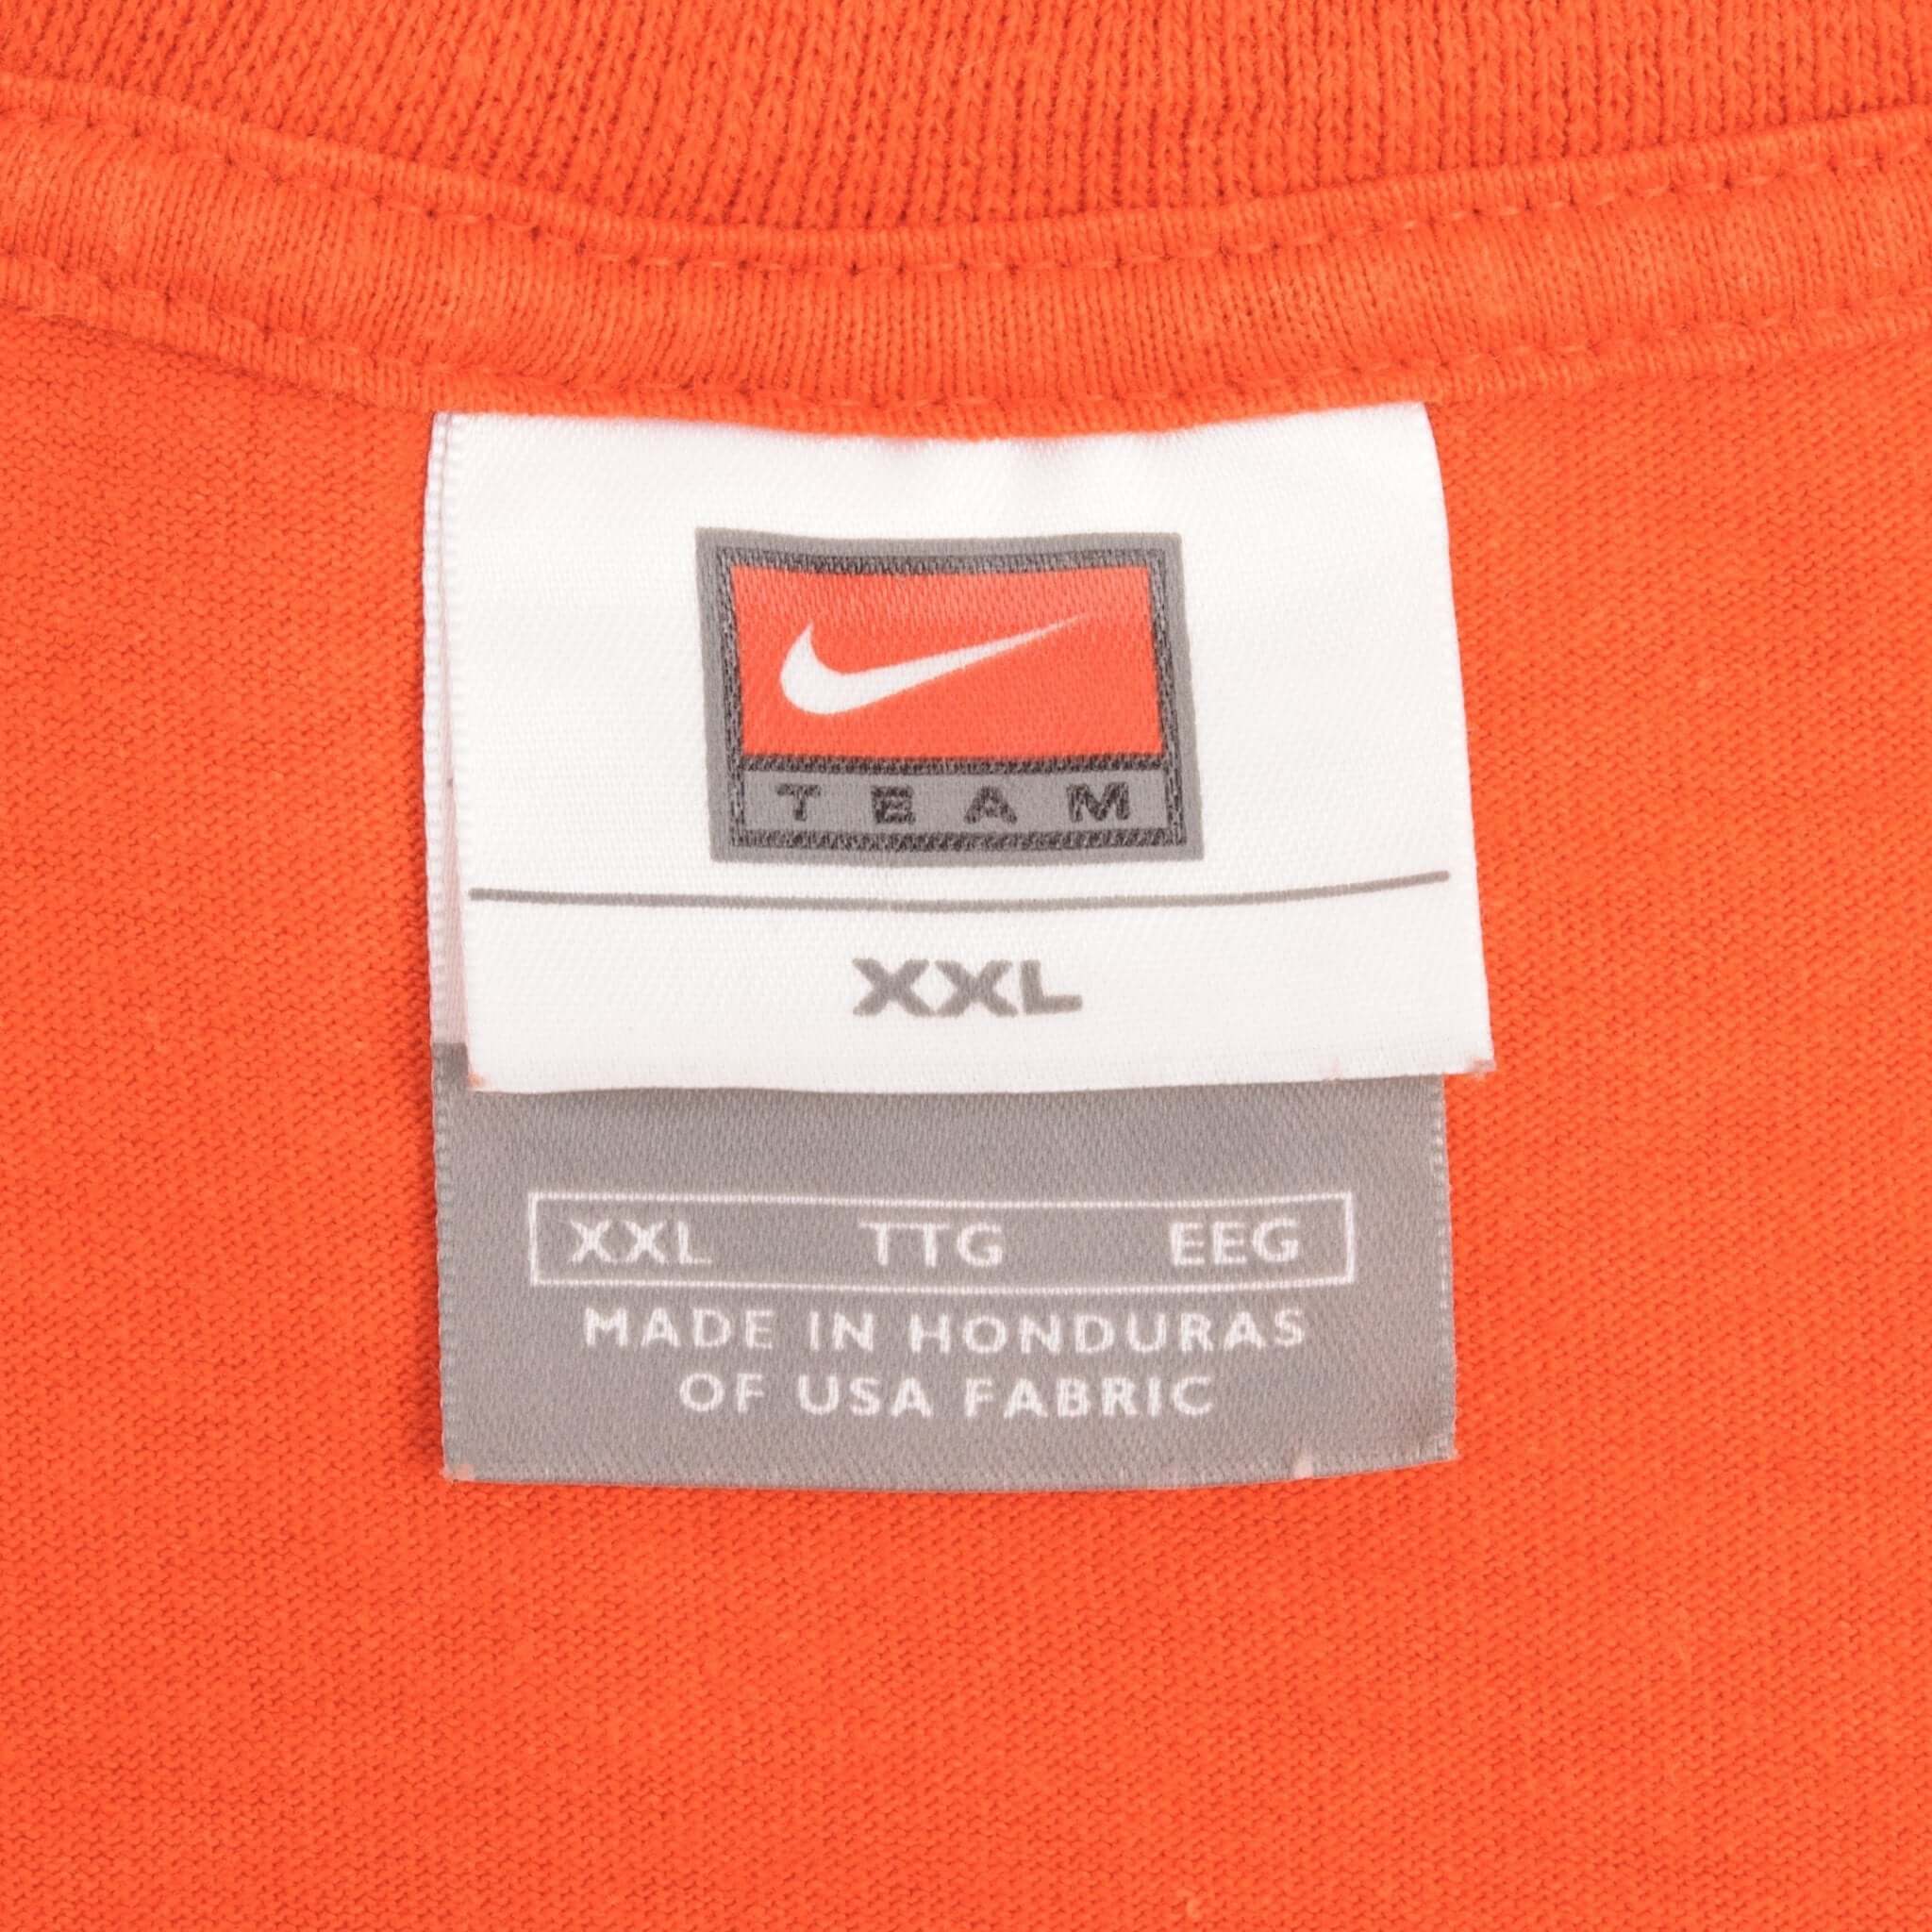 TEAM
XXL
XXL TTG EEG
MADE IN HONDURAS
OF USA FABRIC